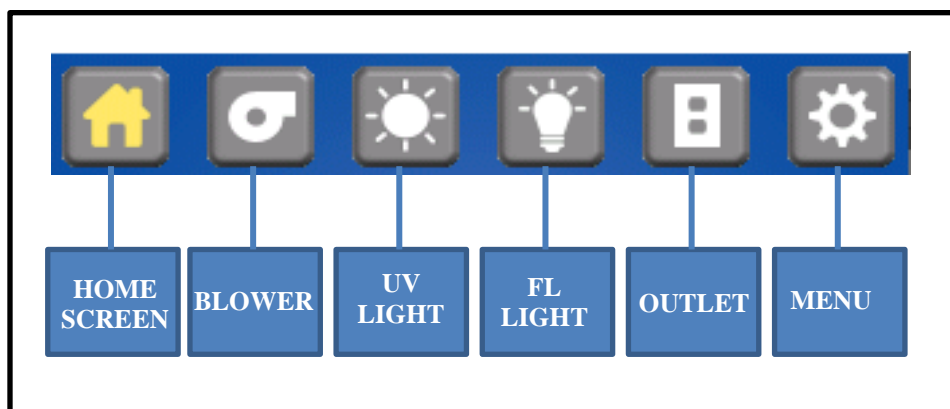 HOME
SCREEN
BLOWER
UV
LIGHT
FL
LIGHT
OUTLET
MENU